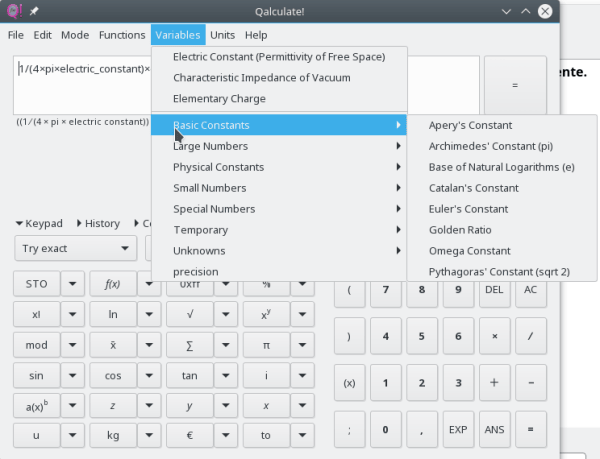 Qalculate!
File Edit Mode Functions Variables Units Help
1/(4×pi×electric_constant)×
((1/(4 × pi × electric constant))
=
ente.
Electric Constant (Permittivity of Free Space)
Characteristic Impedance of Vacuum
Elementary Charge
Basic Constants
Large Numbers
Physical Constants
Small Numbers
Special Numbers
Temporary
Unknowns
precision
Apery's Constant
Archimedes' Constant (pi)
Base of Natural Logarithms (e)
Catalan's Constant
Euler's Constant
Golden Ratio
Omega Constant
Pythagoras' Constant (sqrt 2)
Keypad History
Try exact
STO f(x) 0xff % ( 7 8 9 DEL AC
x! ln √ xʸ ) 4 5 6 × /
mod x̄ ∑ π
sin cos tan i (x) 1 2 3 + −
a(x)ᵇ z y x
u kg € to ; 0 , EXP ANS =